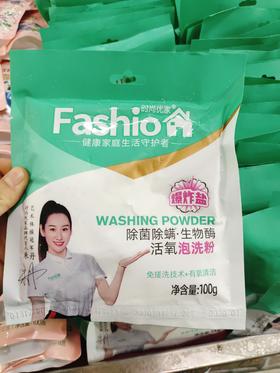 时尚优家
Fashion
健康家庭生活守护者
爆炸盐
WASHING POWDER
除菌除螨·生物酶
活氧泡洗粉
免搓洗技术+有氧清洁
净含量:100g